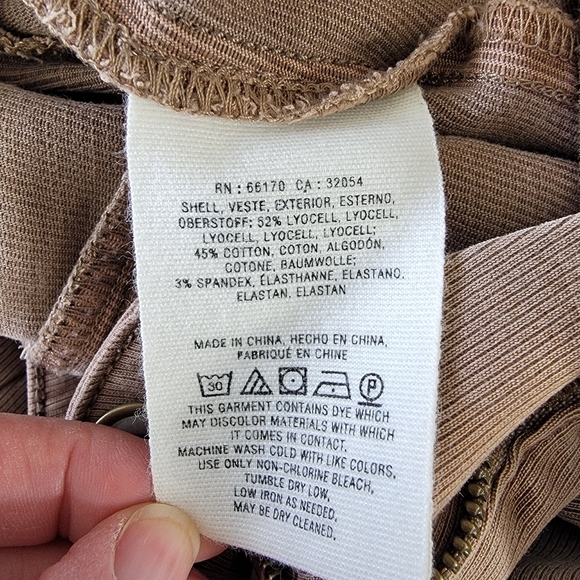 RN : 66170 CA : 32054
SHELL, VESTE, EXTERIOR, ESTERNO,
OBERSTOFF; 52% LYOCELL, LYOCELL,
LYOCELL, LYOCELL, LYOCELL;
45% COTTON, COTON, ALGODÓN,
COTONE, BAUMWOLLE;
3% SPANDEX, ÉLASTHANNE, ELASTANO,
ELASTAN, ELASTAN
MADE IN CHINA, HECHO EN CHINA,
FABRIQUÉ EN CHINE
30 P
THIS GARMENT CONTAINS DYE WHICH
MAY DISCOLOR MATERIALS WITH WHICH
IT COMES IN CONTACT.
MACHINE WASH COLD WITH LIKE COLORS,
USE ONLY NON-CHLORINE BLEACH,
TUMBLE DRY LOW,
LOW IRON AS NEEDED,
MAY BE DRY CLEANED,